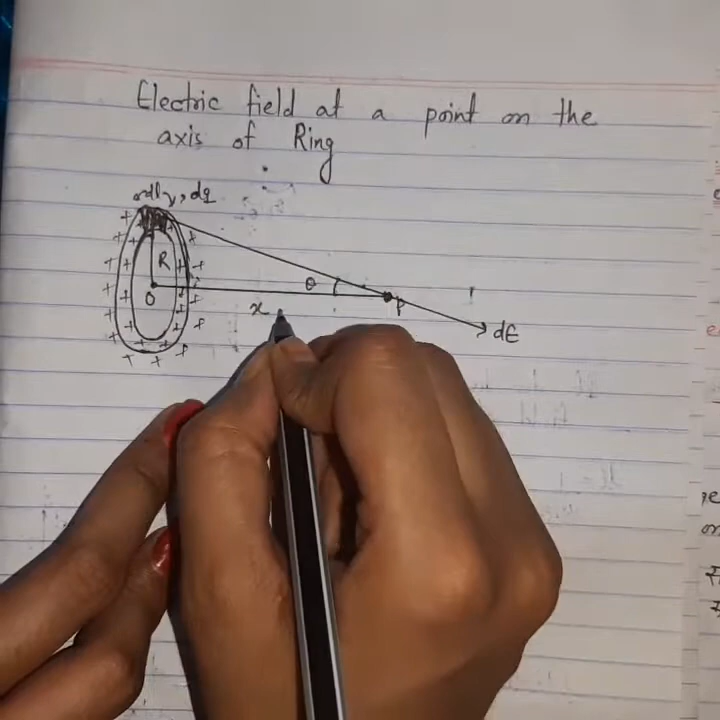 Electric field at a point on the
axis of Ring
dq
R
O
θ
x
P
dE